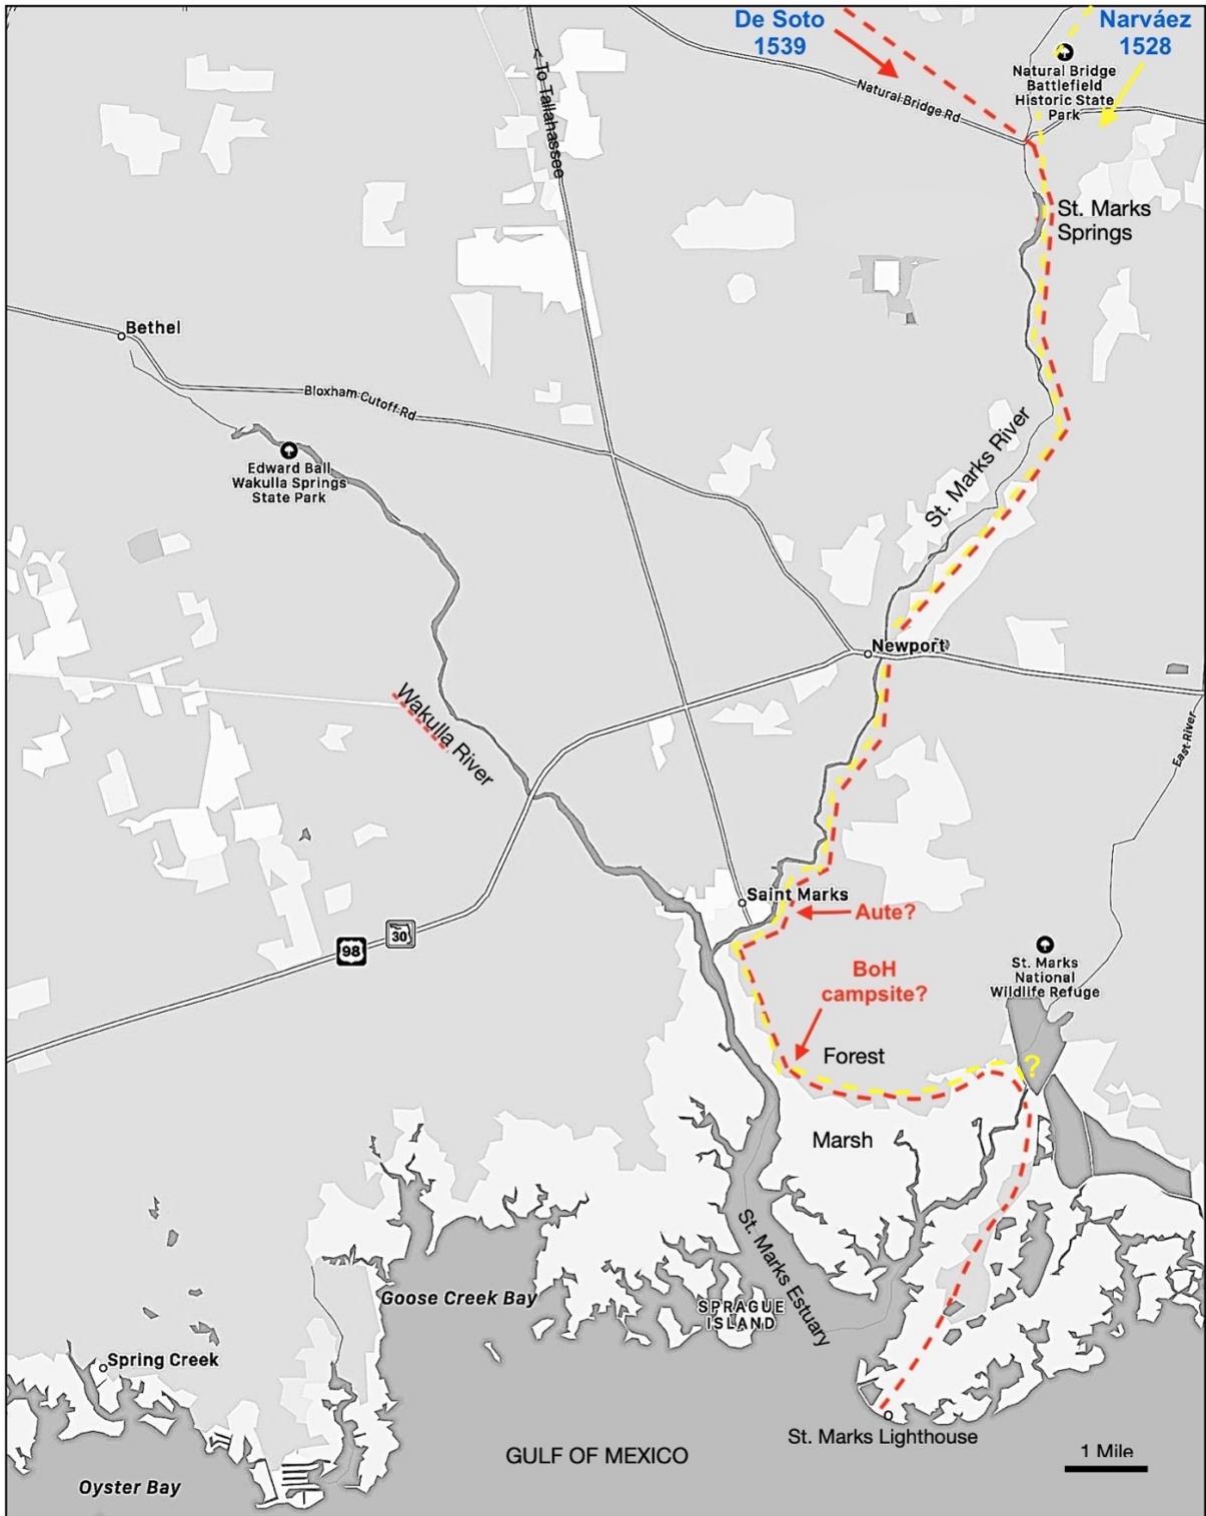 De Soto
1539
Narváez
1528
Natural Bridge
Battlefield
Historic State
Park
< To Tallahassee
Natural Bridge Rd
St. Marks
Springs
Bethel
Bloxham Cutoff Rd
Edward Ball
Wakulla Springs
State Park
St. Marks River
Newport
Wakulla River
East River
Saint Marks
Aute?
98
30
St. Marks
National
Wildlife Refuge
BoH
campsite?
Forest
?
Marsh
St. Marks Estuary
Goose Creek Bay
SPRAGUE
ISLAND
Spring Creek
St. Marks Lighthouse
GULF OF MEXICO
1 Mile
Oyster Bay